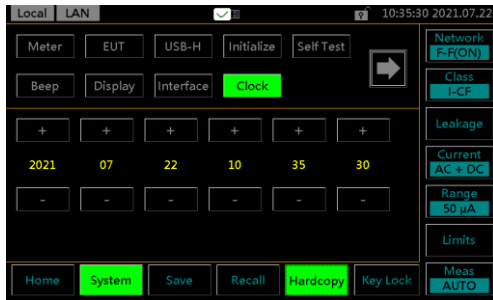 Local LAN 10:35:30 2021.07.22
Meter EUT USB-H Initialize Self Test
Beep Display Interface Clock
+ + + + + +
2021 07 22 10 35 30
- - - - - -
Home System Save Recall Hardcopy Key Lock
Network
F-F(ON)
Class
I-CF
Leakage
Current
AC + DC
Range
50 µA
Limits
Meas
AUTO